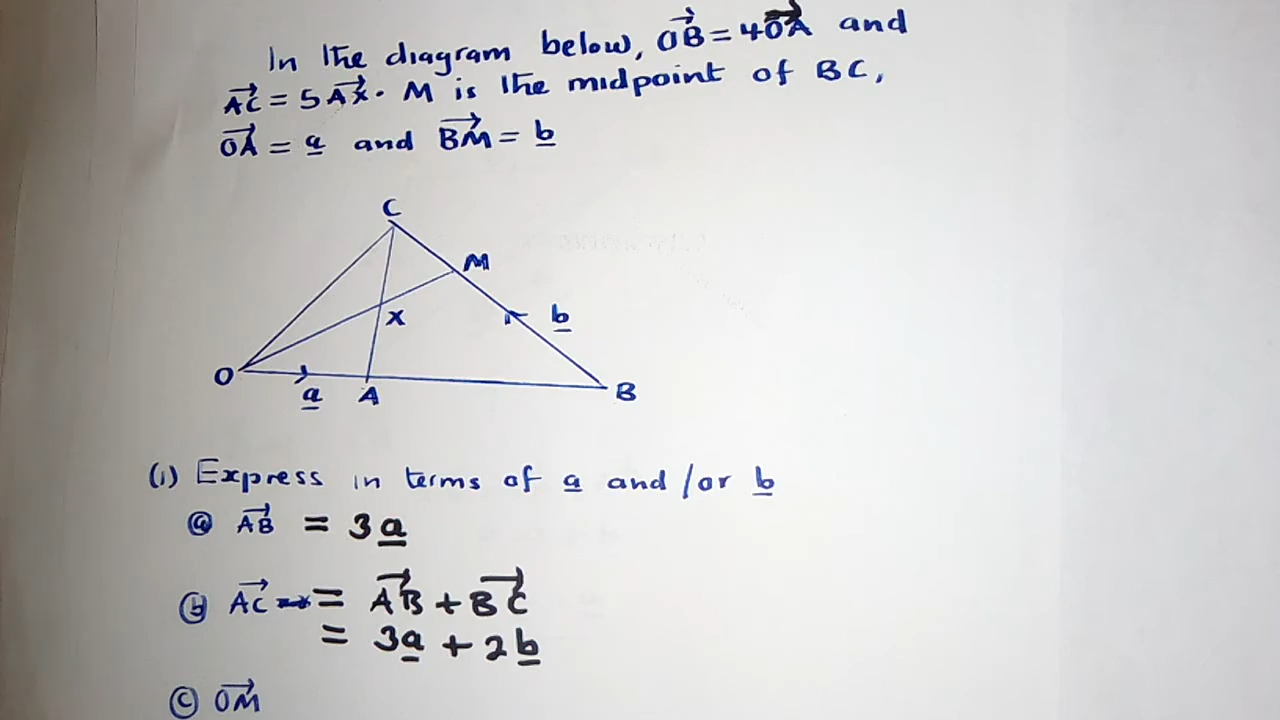 In the diagram below, OB = 4OA and
AC = 5AX. M is the midpoint of BC,
OA = a and BM = b
C
M
X
b
O
a A
B
(i) Express in terms of a and/or b
(a) AB = 3a
(b) AC = AB + BC
= 3a + 2b
(c) OM